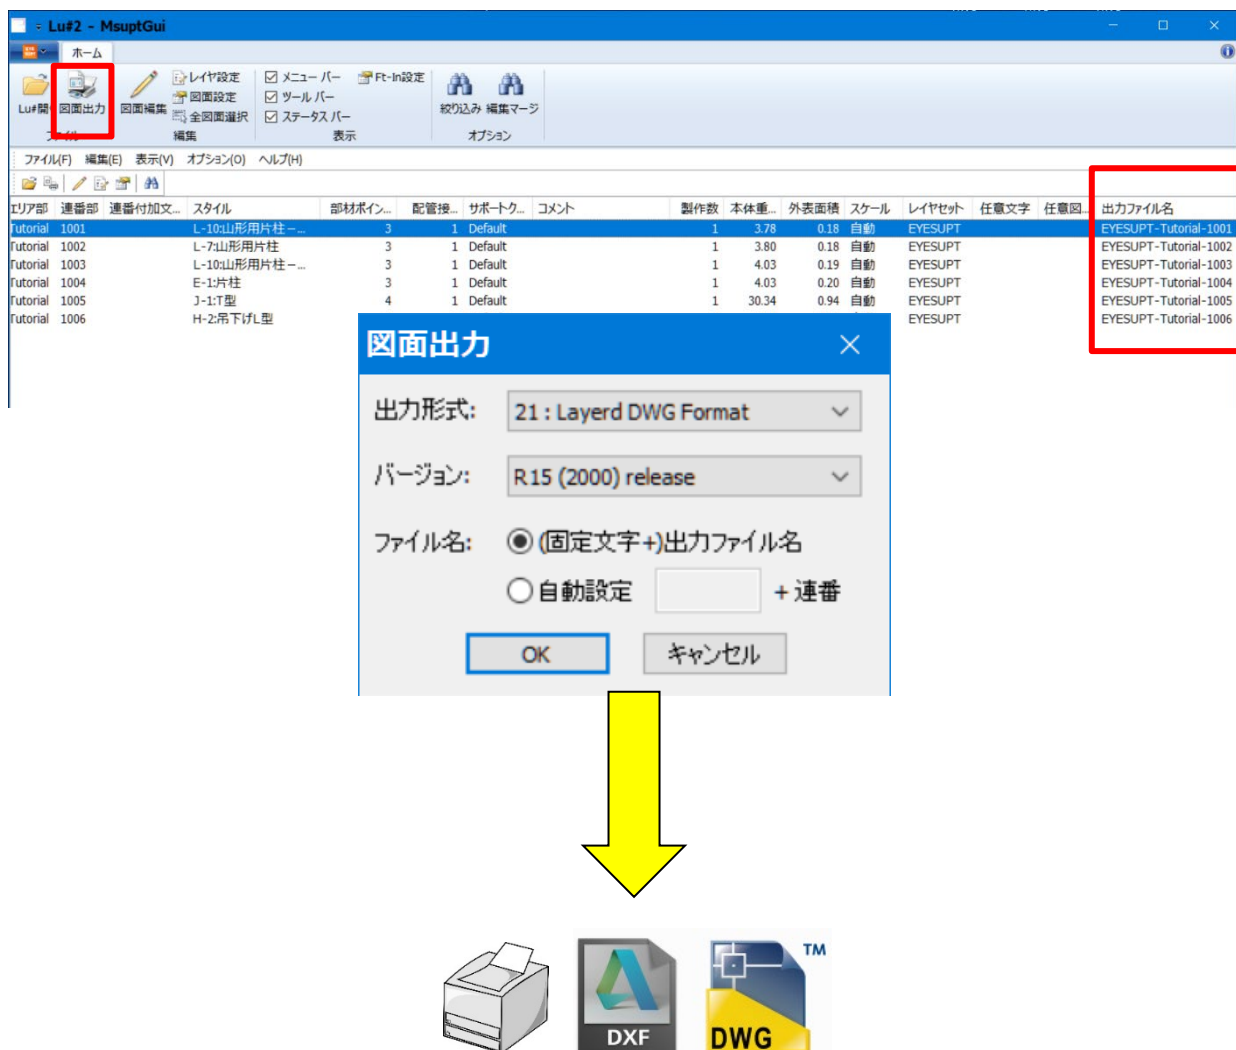 Lu#2 - MsuptGui
ホーム
Lu#開 図面出力 図面編集
レイヤ設定
図面設定
全図面選択
メニュー バー
ツール バー
ステータス バー
Ft-In設定
絞り込み 編集マージ
編集 表示 オプション
ファイル(F) 編集(E) 表示(V) オプション(O) ヘルプ(H)
エリア部 連番部 連番付加文... スタイル 部材ポイン... 配管接... サポートク... コメント 製作数 本体重... 外表面積 スケール レイヤセット 任意文字 任意図... 出力ファイル名
Tutorial 1001 L-10:山形用片柱－... 3 1 Default 1 3.78 0.18 自動 EYESUPT EYESUPT-Tutorial-1001
Tutorial 1002 L-7:山形用片柱 3 1 Default 1 3.80 0.18 自動 EYESUPT EYESUPT-Tutorial-1002
Tutorial 1003 L-10:山形用片柱－... 3 1 Default 1 4.03 0.19 自動 EYESUPT EYESUPT-Tutorial-1003
Tutorial 1004 E-1:片柱 3 1 Default 1 4.03 0.20 自動 EYESUPT EYESUPT-Tutorial-1004
Tutorial 1005 J-1:T型 4 1 Default 1 30.34 0.94 自動 EYESUPT EYESUPT-Tutorial-1005
Tutorial 1006 H-2:吊下げL型 EYESUPT EYESUPT-Tutorial-1006
図面出力
出力形式: 21 : Layerd DWG Format
バージョン: R15 (2000) release
ファイル名: (固定文字+)出力ファイル名
自動設定 + 連番
OK キャンセル
TM
DXF DWG